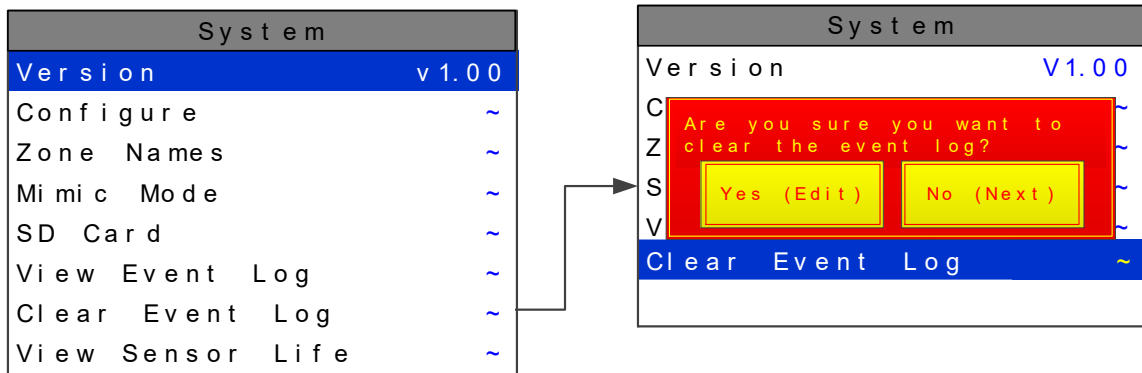 System
Version v1.00
Configure ~
Zone Names ~
Mimic Mode ~
SD Card ~
View Event Log ~
Clear Event Log ~
View Sensor Life ~
System
Version V1.00
C ~
Z ~
S ~
V ~
Are you sure you want to
clear the event log?
Yes (Edit) No (Next)
Clear Event Log ~